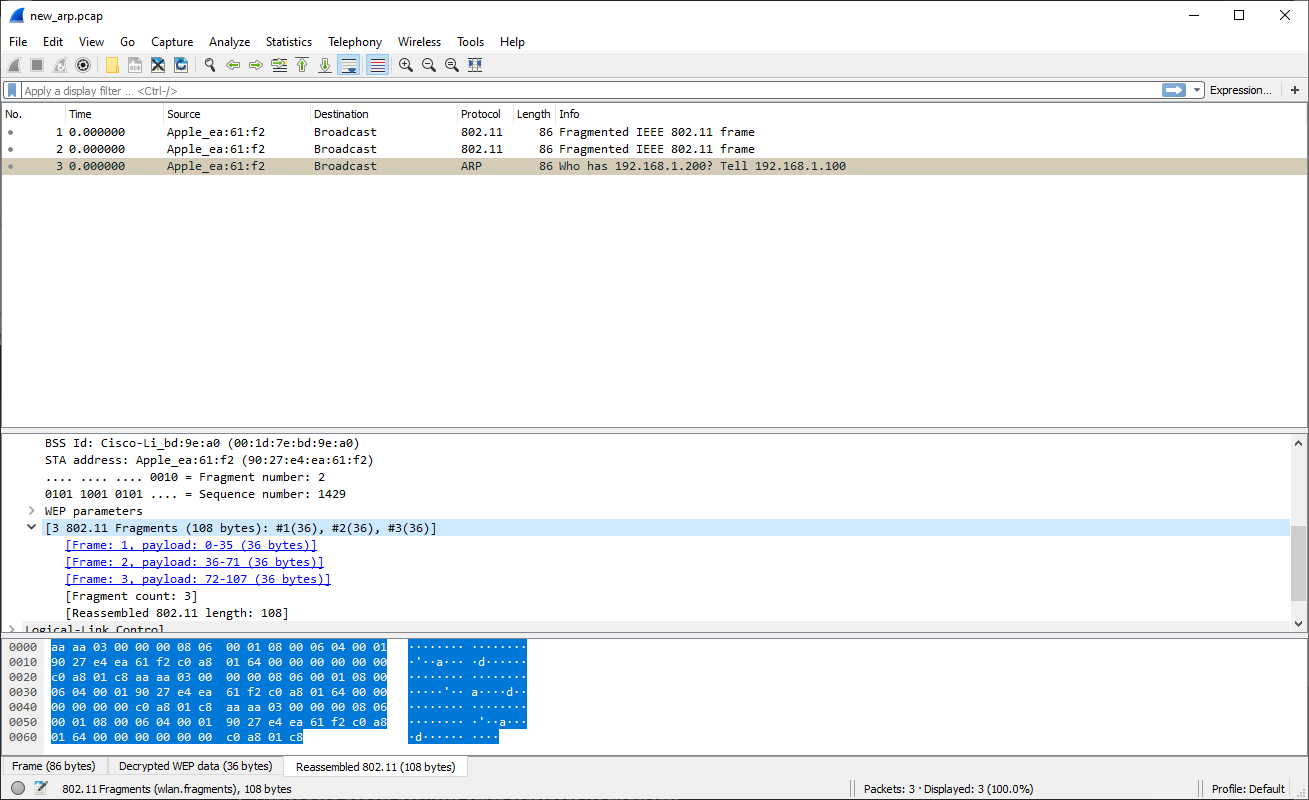 new_arp.pcap
File Edit View Go Capture Analyze Statistics Telephony Wireless Tools Help
Apply a display filter ... <Ctrl-/> Expression... +
No. Time Source Destination Protocol Length Info
1 0.000000 Apple_ea:61:f2 Broadcast 802.11 86 Fragmented IEEE 802.11 frame
2 0.000000 Apple_ea:61:f2 Broadcast 802.11 86 Fragmented IEEE 802.11 frame
3 0.000000 Apple_ea:61:f2 Broadcast ARP 86 Who has 192.168.1.200? Tell 192.168.1.100
BSS Id: Cisco-Li_bd:9e:a0 (00:1d:7e:bd:9e:a0)
STA address: Apple_ea:61:f2 (90:27:e4:ea:61:f2)
.... .... .... 0010 = Fragment number: 2
0101 1001 0101 .... = Sequence number: 1429
WEP parameters
[3 802.11 Fragments (108 bytes): #1(36), #2(36), #3(36)]
[Frame: 1, payload: 0-35 (36 bytes)]
[Frame: 2, payload: 36-71 (36 bytes)]
[Frame: 3, payload: 72-107 (36 bytes)]
[Fragment count: 3]
[Reassembled 802.11 length: 108]
Logical-Link Control
0000 aa aa 03 00 00 00 08 06 00 01 08 00 06 04 00 01 ········ ········
0010 90 27 e4 ea 61 f2 c0 a8 01 64 00 00 00 00 00 00 ·'··a··· ·d······
0020 c0 a8 01 c8 aa aa 03 00 00 00 08 06 00 01 08 00 ········ ········
0030 06 04 00 01 90 27 e4 ea 61 f2 c0 a8 01 64 00 00 ·····'·· a····d··
0040 00 00 00 00 c0 a8 01 c8 aa aa 03 00 00 00 08 06 ········ ········
0050 00 01 08 00 06 04 00 01 90 27 e4 ea 61 f2 c0 a8 ········ ·'··a···
0060 01 64 00 00 00 00 00 00 c0 a8 01 c8 ·d······ ····
Frame (86 bytes) Decrypted WEP data (36 bytes) Reassembled 802.11 (108 bytes)
802.11 Fragments (wlan.fragments), 108 bytes Packets: 3 · Displayed: 3 (100.0%) Profile: Default